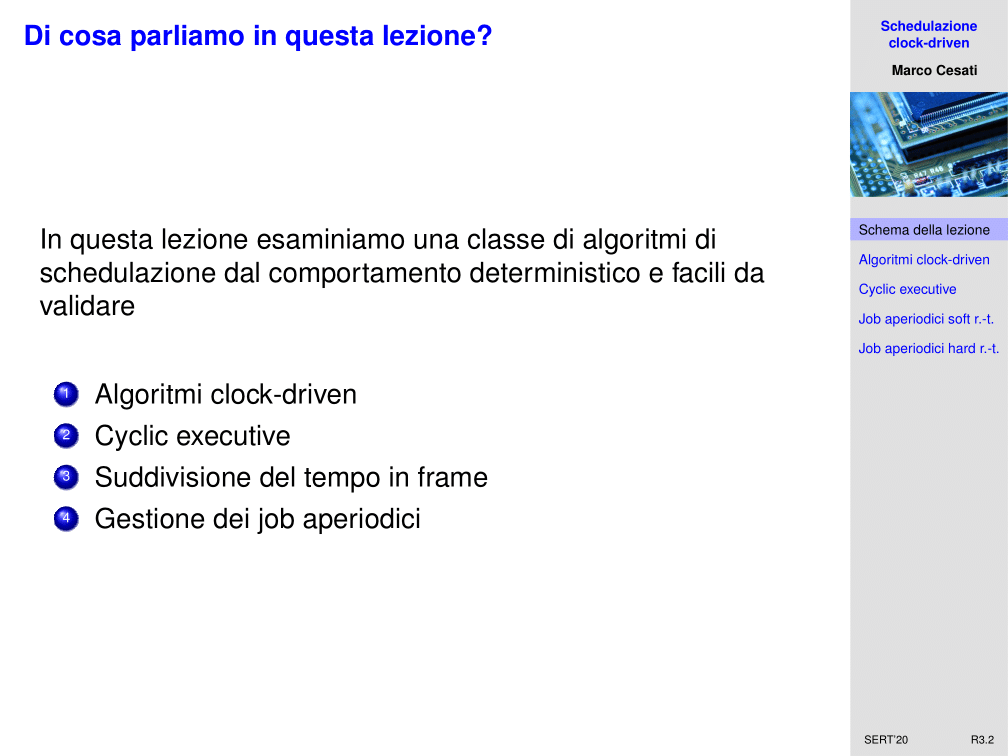 Di cosa parliamo in questa lezione?
In questa lezione esaminiamo una classe di algoritmi di
schedulazione dal comportamento deterministico e facili da
validare
1 Algoritmi clock-driven
2 Cyclic executive
3 Suddivisione del tempo in frame
4 Gestione dei job aperiodici
Schedulazione
clock-driven
Marco Cesati
R47 R45
Schema della lezione
Algoritmi clock-driven
Cyclic executive
Job aperiodici soft r.-t.
Job aperiodici hard r.-t.
SERT'20 R3.2